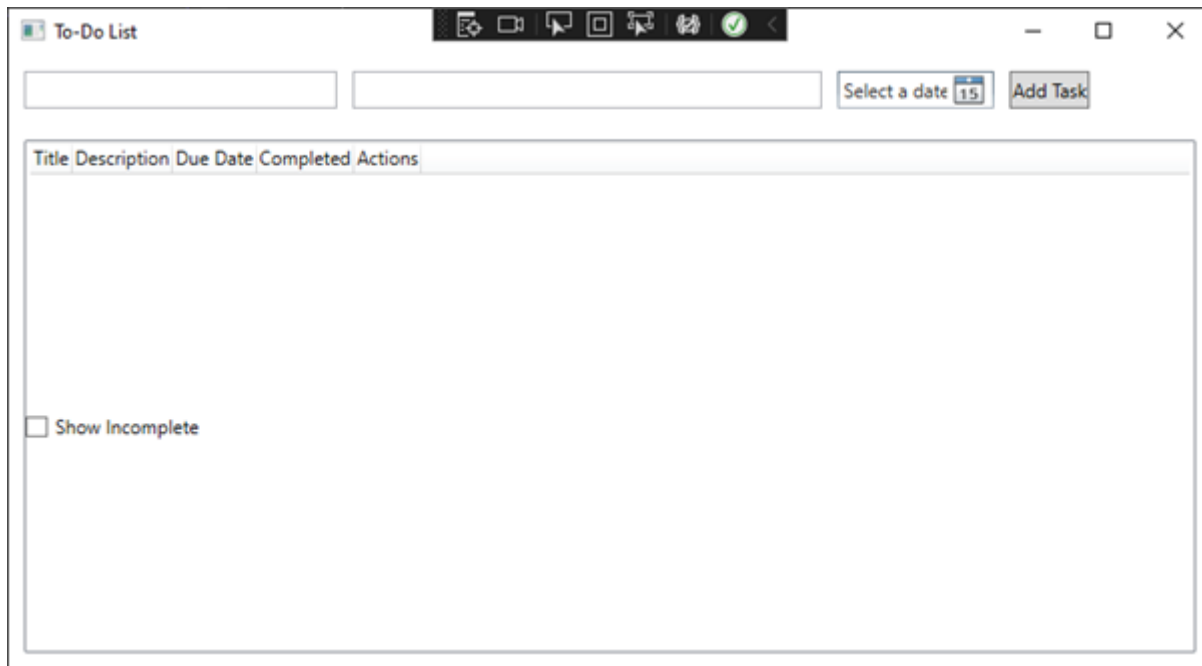 To-Do List
Select a date 15 Add Task
Title Description Due Date Completed Actions
Show Incomplete